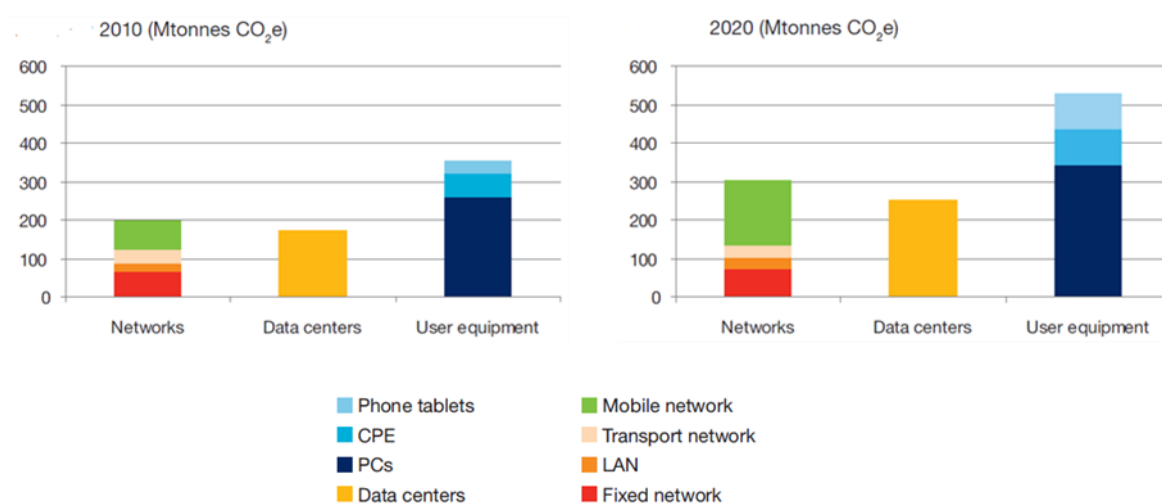 2010 (Mtonnes CO₂e)
600
500
400
300
200
100
0
Networks
Data centers
User equipment
2020 (Mtonnes CO₂e)
600
500
400
300
200
100
0
Networks
Data centers
User equipment
Phone tablets
CPE
PCs
Data centers
Mobile network
Transport network
LAN
Fixed network